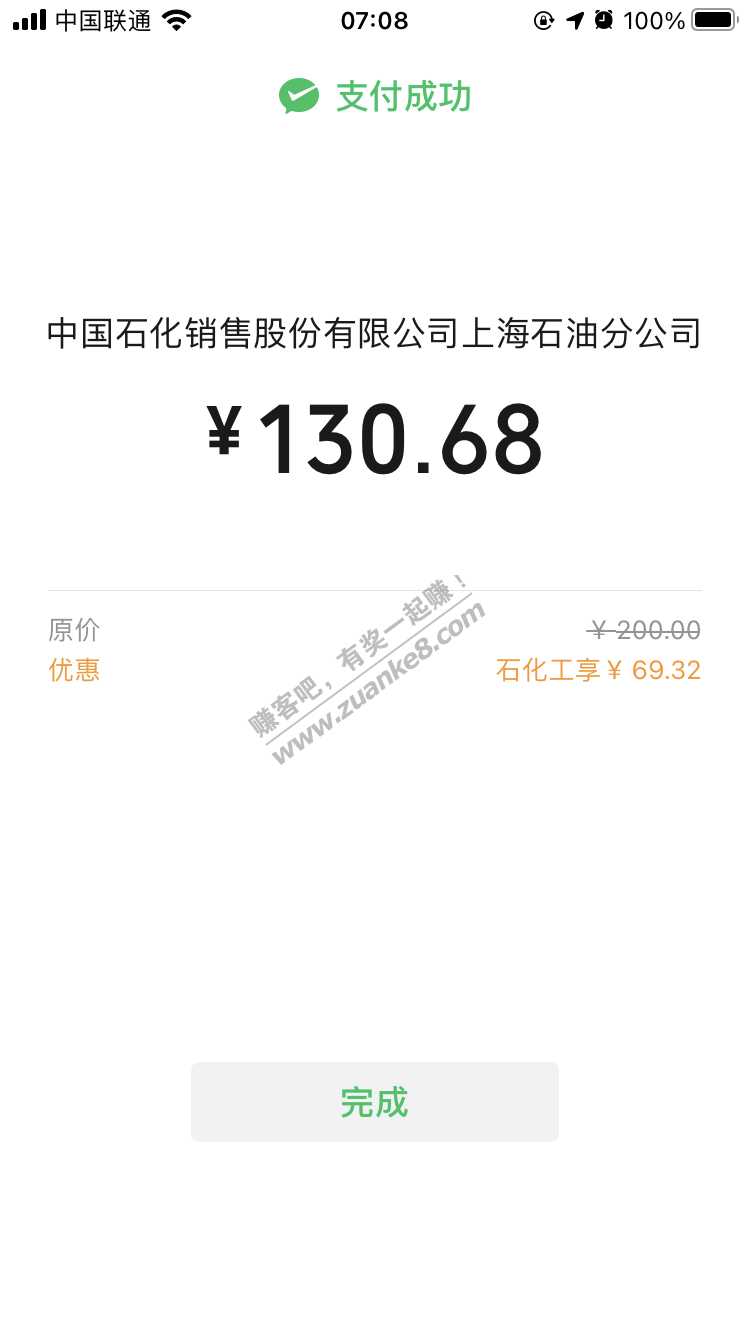 中国联通 07:08 100%
支付成功
中国石化销售股份有限公司上海石油分公司
¥130.68
原价 ¥ 200.00
优惠 石化工享¥ 69.32
赚客吧，有奖一起赚！
www.zuanke8.com
完成